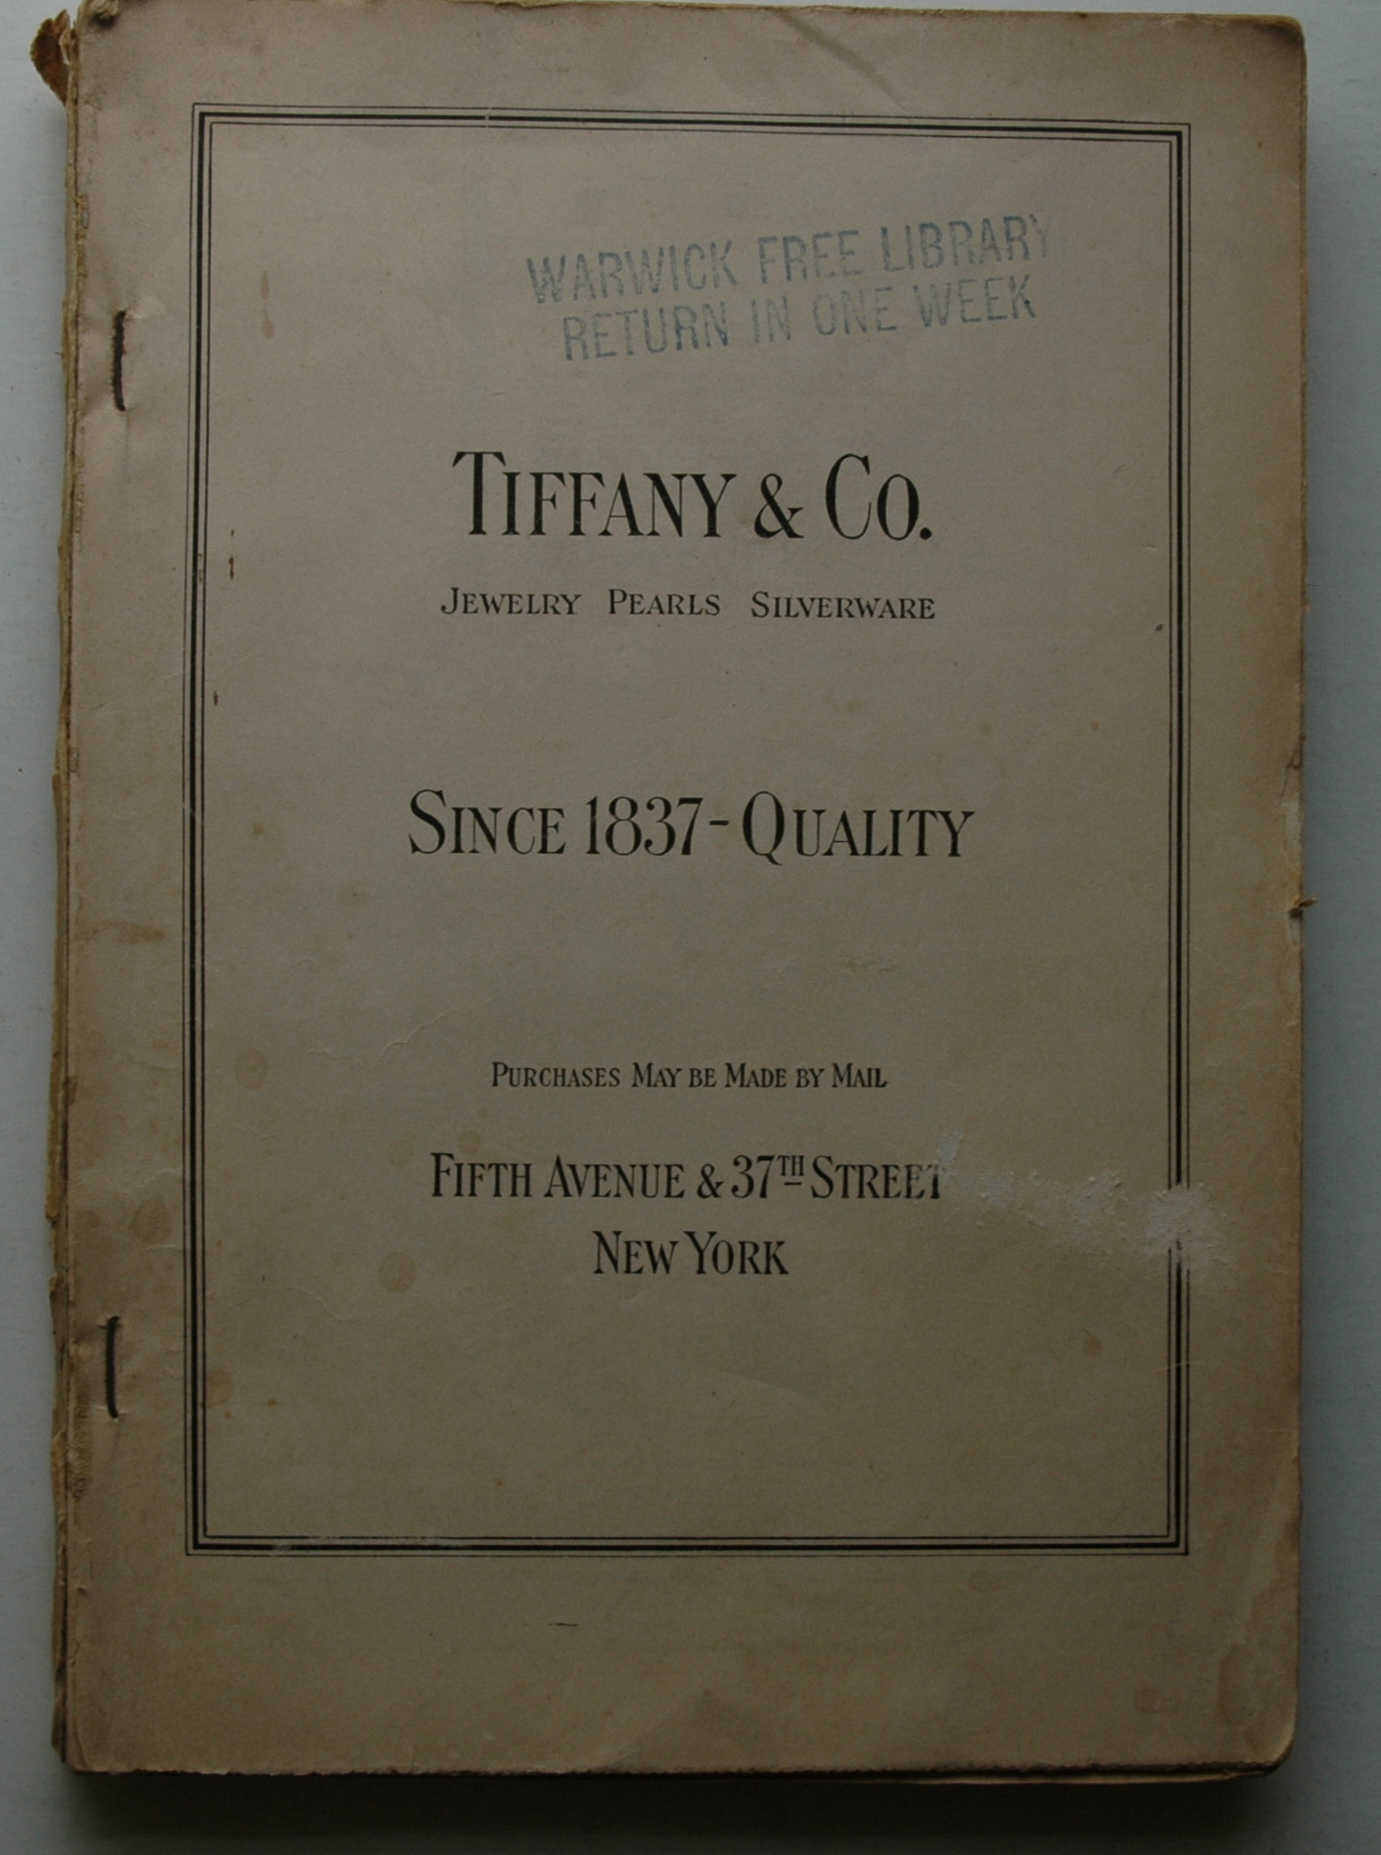 WARWICK FREE LIBRARY
RETURN IN ONE WEEK
TIFFANY & CO.
JEWELRY PEARLS SILVERWARE
SINCE 1837-QUALITY
PURCHASES MAY BE MADE BY MAIL
FIFTH AVENUE & 37TH STREET
NEW YORK